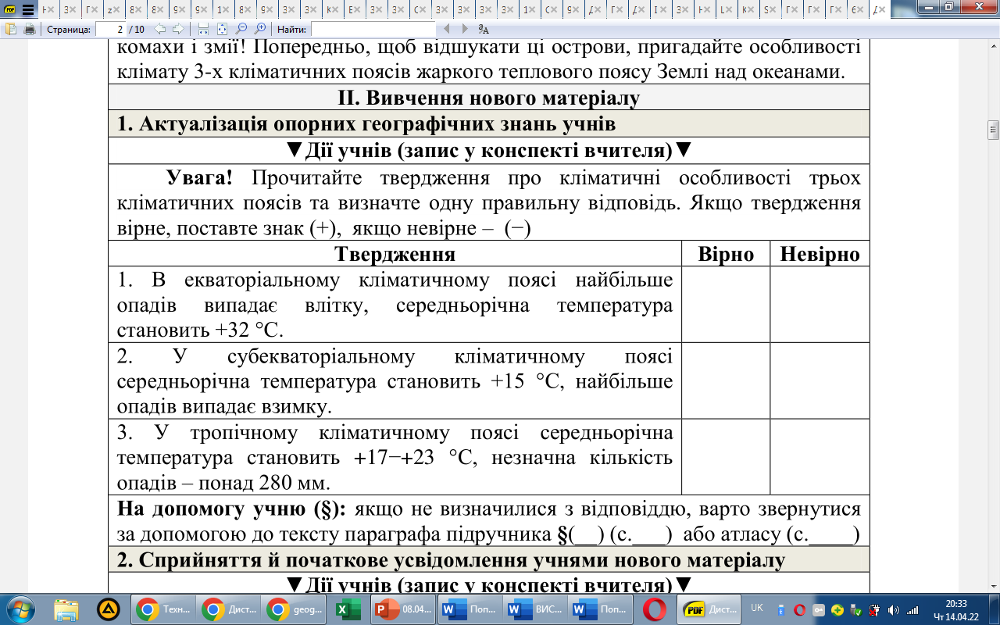 Страница:
2
/ 10
Найти:
комахи і змії! Попередньо, щоб відшукати ці острови, пригадайте особливості
клімату 3-х кліматичних поясів жаркого теплового поясу Землі над океанами.
ІІ. Вивчення нового матеріалу
1. Актуалізація опорних географічних знань учнів
▼Дії учнів (запис у конспекті вчителя)▼
Увага! Прочитайте твердження про кліматичні особливості трьох
кліматичних поясів та визначте одну правильну відповідь. Якщо твердження
вірне, поставте знак (+), якщо невірне – (−)
Твердження
Вірно
Невірно
1. В екваторіальному кліматичному поясі найбільше
опадів випадає влітку, середньорічна температура
становить +32 °С.
2. У субекваторіальному кліматичному поясі
середньорічна температура становить +15 °С, найбільше
опадів випадає взимку.
3. У тропічному кліматичному поясі середньорічна
температура становить +17−+23 °С, незначна кількість
опадів – понад 280 мм.
На допомогу учню (§): якщо не визначилися з відповіддю, варто звернутися
за допомогою до тексту параграфа підручника §(__) (с.___) або атласу (с.____)
2. Сприйняття й початкове усвідомлення учнями нового матеріалу
▼Дії учнів (запис у конспекті вчителя)▼
Техн...
Дист...
geog...
08.04...
Поп...
ВИС...
Поп...
PDF
Дист...
UK
20:33
Чт 14.04.22